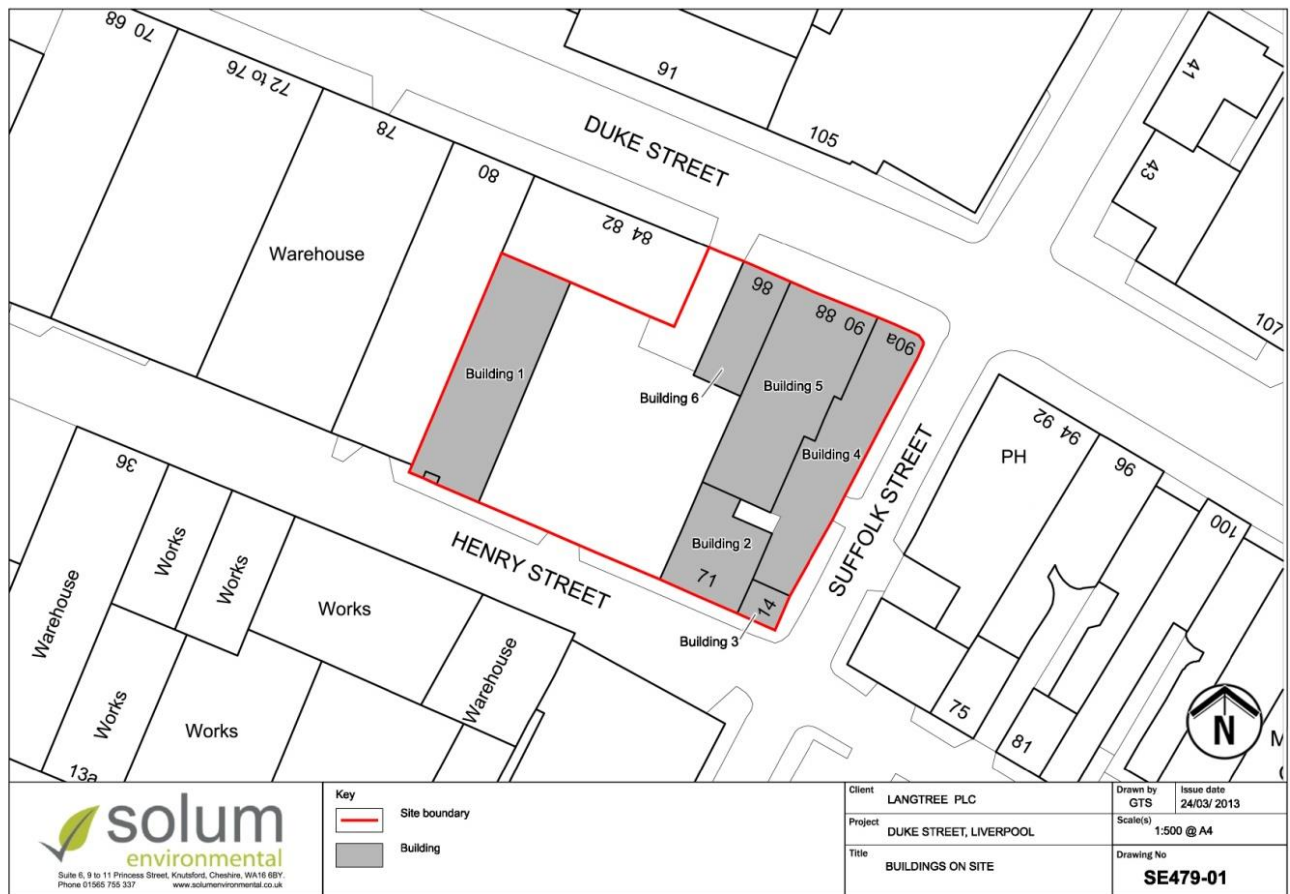 70 68
72 to 76
78
80
84 82
91
105
DUKE STREET
41
43
107
Warehouse
86
90 88
90a
Building 1
Building 6
Building 5
Building 4
Building 2
71
14
Building 3
SUFFOLK STREET
HENRY STREET
PH
94 92
96
100
75
81
36
Warehouse
Works
Works
Works
Warehouse
Works
Works
13a
N
solum
environmental
Suite 6, 9 to 11 Princess Street, Knutsford, Cheshire, WA16 6BY.
Phone 01565 755 337 www.solumenvironmental.co.uk
Key
Site boundary
Building
Client
LANGTREE PLC
Project
DUKE STREET, LIVERPOOL
Title
BUILDINGS ON SITE
Drawn by
GTS
Issue date
24/03/ 2013
Scale(s)
1:500 @ A4
Drawing No
SE479-01